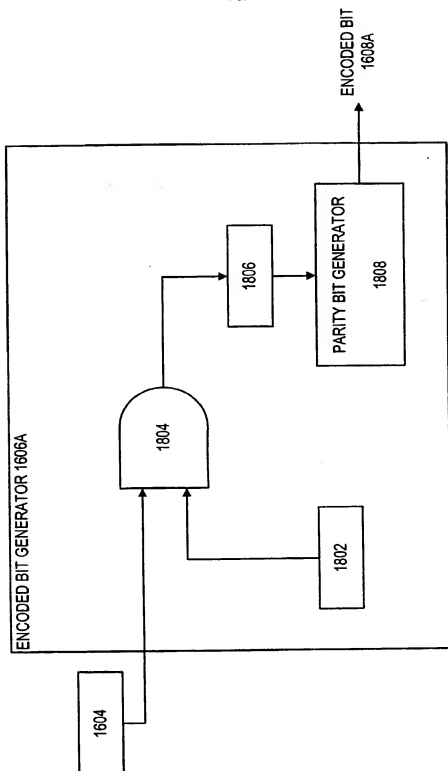 ENCODED BIT GENERATOR 1606A
1604
1802
1804
1806
PARITY BIT GENERATOR
1808
ENCODED BIT
1608A